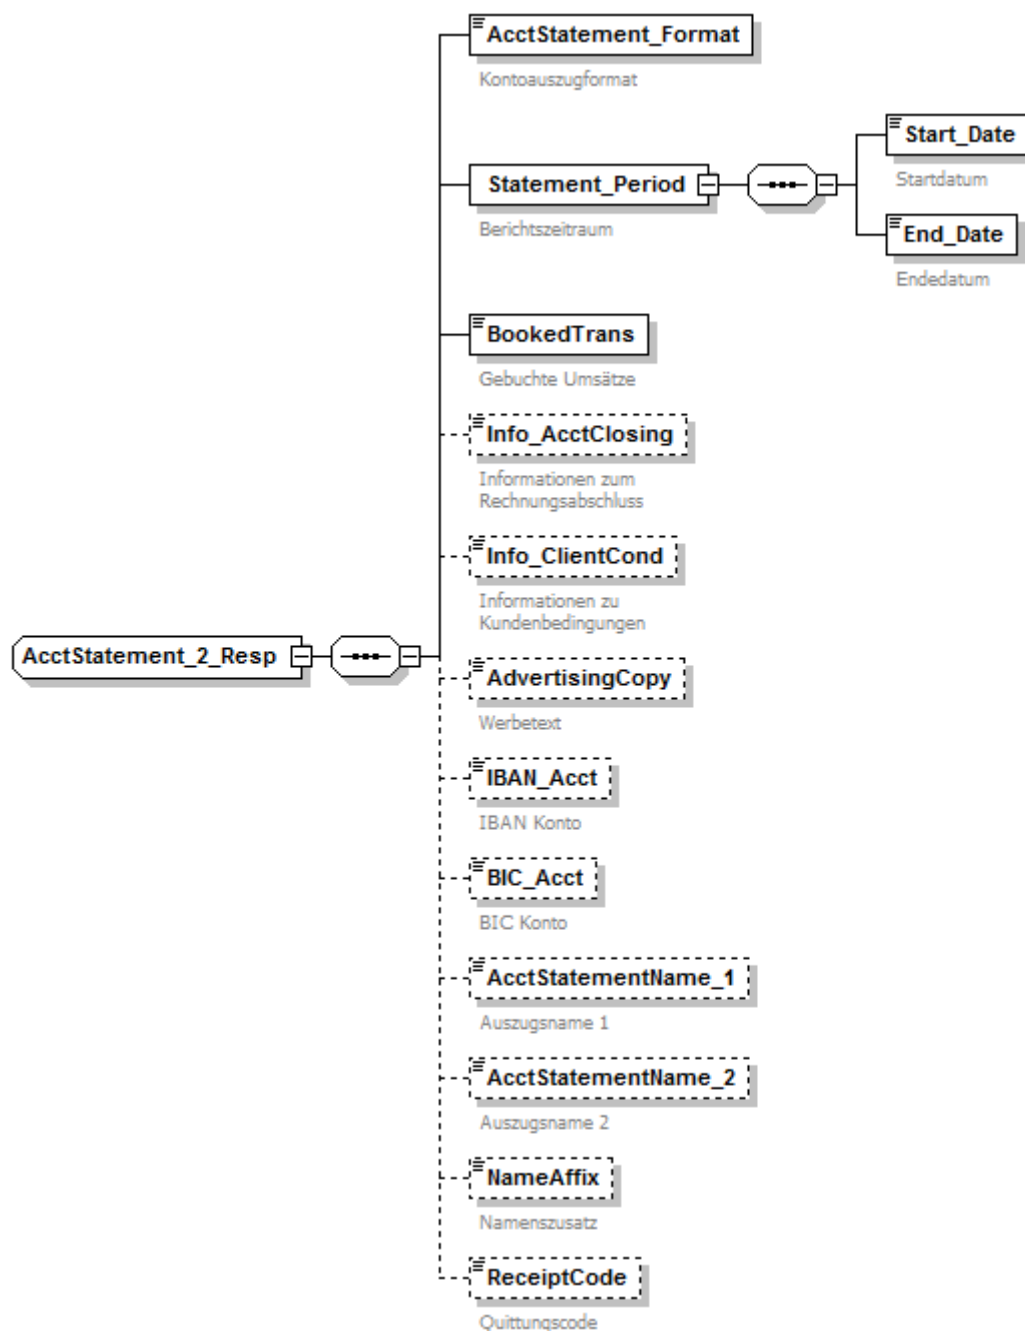 AcctStatement_Format
Kontoauszugformat
Start_Date
Startdatum
Statement_Period
Berichtszeitraum
End_Date
Endedatum
BookedTrans
Gebuchte Umsätze
Info_AcctClosing
Informationen zum
Rechnungsabschluss
Info_ClientCond
Informationen zu
Kundenbedingungen
AcctStatement_2_Resp
AdvertisingCopy
Werbetext
IBAN_Acct
IBAN Konto
BIC_Acct
BIC Konto
AcctStatementName_1
Auszugsname 1
AcctStatementName_2
Auszugsname 2
NameAffix
Namenszusatz
ReceiptCode
Quittungscode